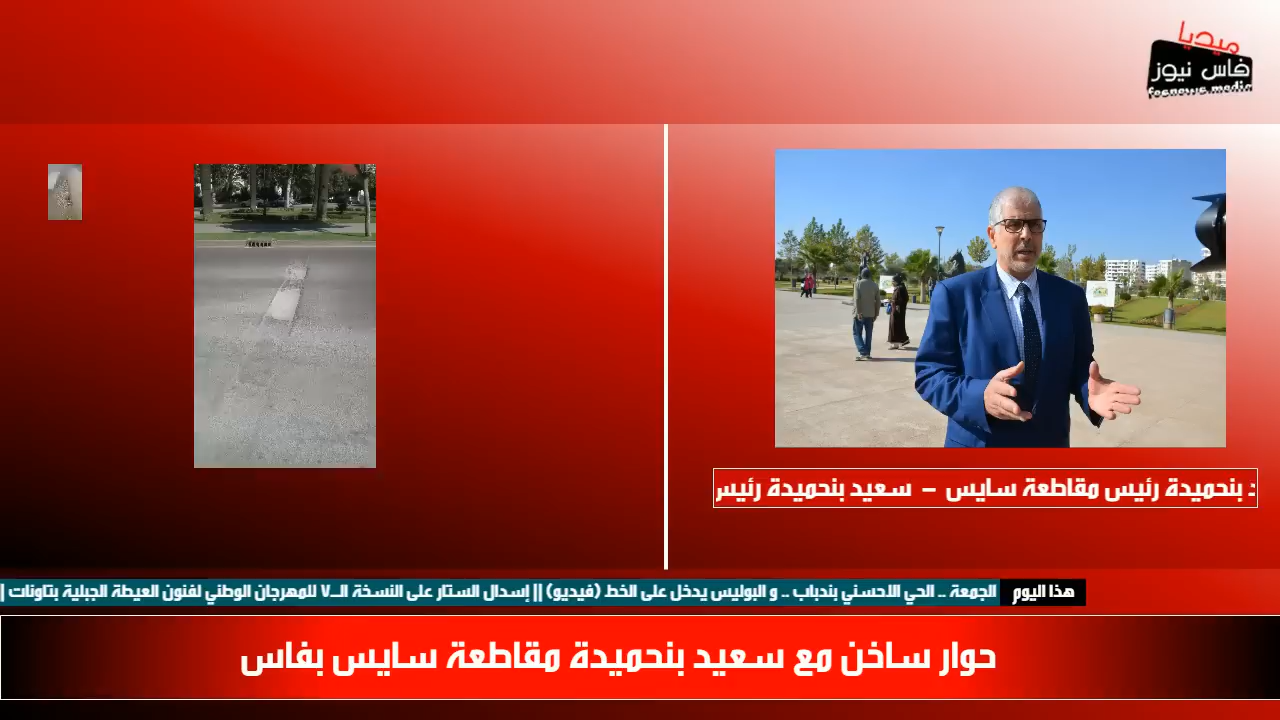 ميديا
فاس نيوز
fesnews.media
د بنحميدة رئيس مقاطعة سايس – سعيد بنحميدة رئيس
هذا اليوم
الجمعة .. الحي الاحسني بندباب .. و البوليس يدخل على الخط (فيديو) || إسدال الستار على النسخة الـ7 للمهرجان الوطني لفنون العيطة الجبلية بتاونات ||
حوار ساخن مع سعيد بنحميدة مقاطعة سايس بفاس